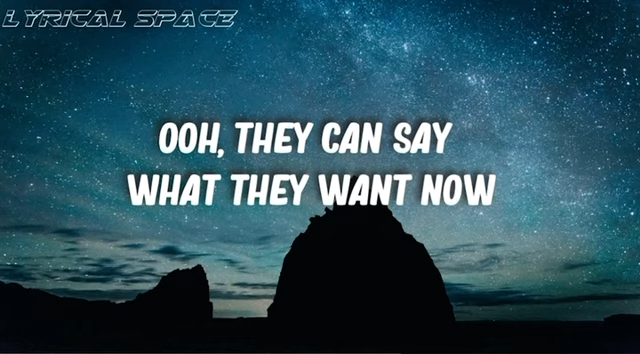 LYRICAL SPACE
OOH, THEY CAN SAY
WHAT THEY WANT NOW